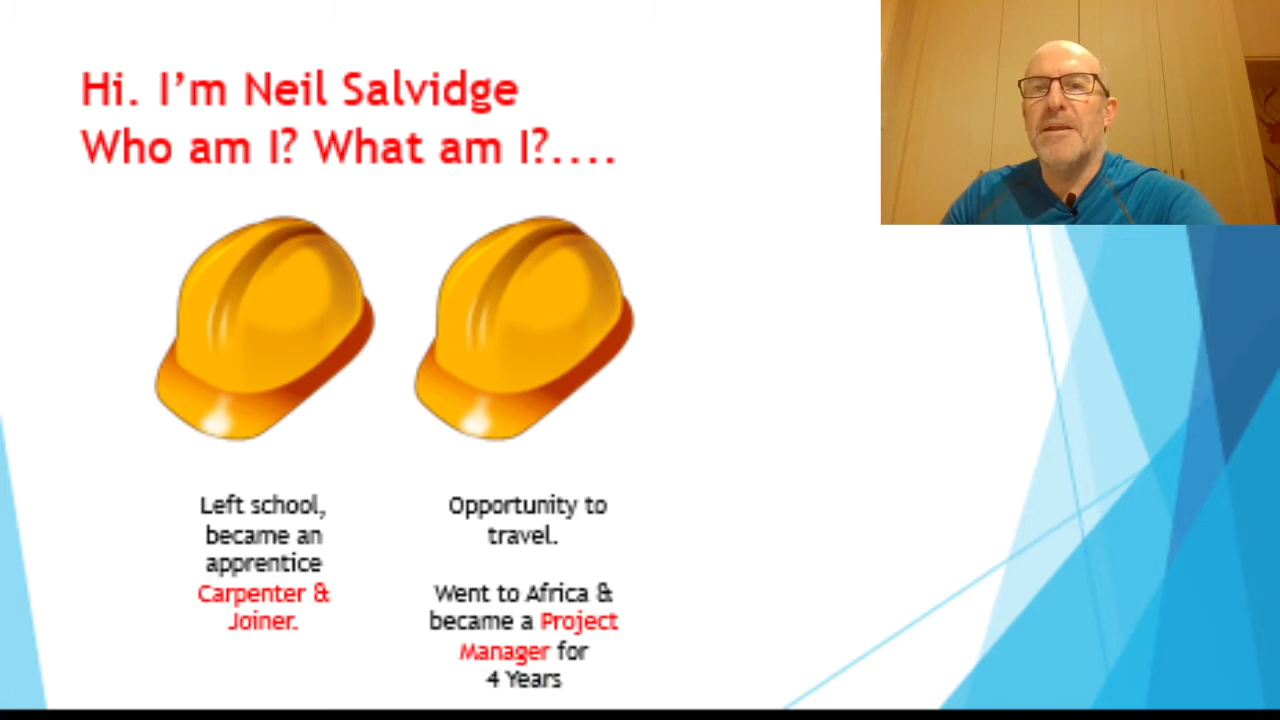 Hi. I’m Neil Salvidge
Who am I? What am I?....
Left school,
became an
apprentice
Carpenter &
Joiner.
Opportunity to
travel.
Went to Africa &
became a Project
Manager for
4 Years